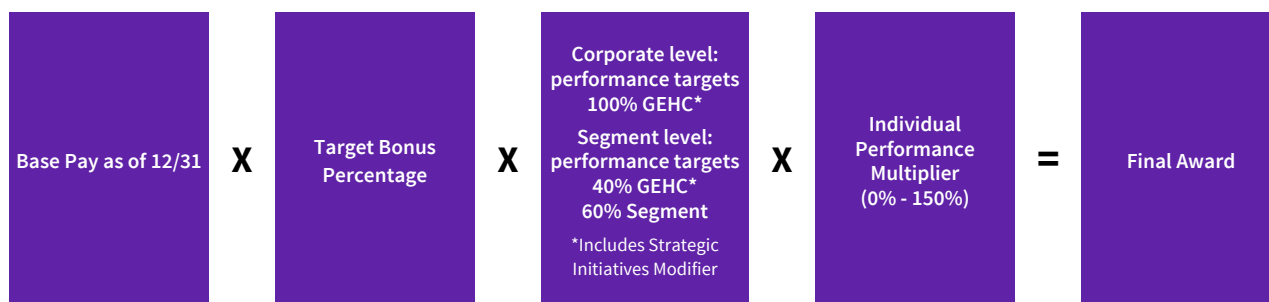 Base Pay as of 12/31
X
Target Bonus
Percentage
X
Corporate level:
performance targets
100% GEHC*
Segment level:
performance targets
40% GEHC*
60% Segment
*Includes Strategic
Initiatives Modifier
X
Individual
Performance
Multiplier
(0% - 150%)
=
Final Award